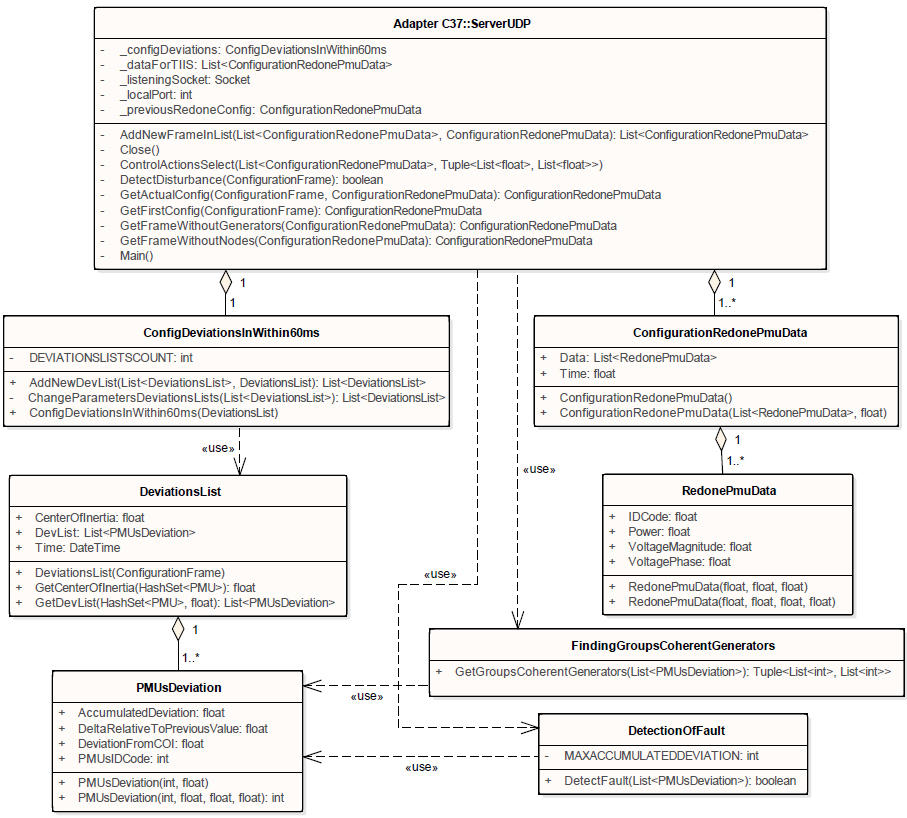 Adapter C37::ServerUDP
- _configDeviations: ConfigDeviationsInWithin60ms
- _dataForTIIS: List<ConfigurationRedonePmuData>
- _listeningSocket: Socket
- _localPort: int
- _previousRedoneConfig: ConfigurationRedonePmuData
- AddNewFrameInList(List<ConfigurationRedonePmuData>, ConfigurationRedonePmuData): List<ConfigurationRedonePmuData>
- Close()
- ControlActionsSelect(List<ConfigurationRedonePmuData>, Tuple<List<float>, List<float>>)
- DetectDisturbance(ConfigurationFrame): boolean
- GetActualConfig(ConfigurationFrame, ConfigurationRedonePmuData): ConfigurationRedonePmuData
- GetFirstConfig(ConfigurationFrame): ConfigurationRedonePmuData
- GetFrameWithoutGenerators(ConfigurationRedonePmuData): ConfigurationRedonePmuData
- GetFrameWithoutNodes(ConfigurationRedonePmuData): ConfigurationRedonePmuData
- Main()
1
1
1
1..*
ConfigDeviationsInWithin60ms
- DEVIATIONSLISTSCOUNT: int
+ AddNewDevList(List<DeviationsList>, DeviationsList): List<DeviationsList>
- ChangeParametersDeviationsLists(List<DeviationsList>): List<DeviationsList>
+ ConfigDeviationsInWithin60ms(DeviationsList)
ConfigurationRedonePmuData
+ Data: List<RedonePmuData>
+ Time: float
+ ConfigurationRedonePmuData()
+ ConfigurationRedonePmuData(List<RedonePmuData>, float)
«use»
1
1..*
«use»
DeviationsList
+ CenterOfInertia: float
+ DevList: List<PMUsDeviation>
+ Time: DateTime
+ DeviationsList(ConfigurationFrame)
+ GetCenterOfInertia(HashSet<PMU>): float
+ GetDevList(HashSet<PMU>, float): List<PMUsDeviation>
RedonePmuData
+ IDCode: float
+ Power: float
+ VoltageMagnitude: float
+ VoltagePhase: float
+ RedonePmuData(float, float, float)
+ RedonePmuData(float, float, float, float)
«use»
1
1..*
FindingGroupsCoherentGenerators
+ GetGroupsCoherentGenerators(List<PMUsDeviation>): Tuple<List<int>, List<int>>
PMUsDeviation
+ AccumulatedDeviation: float
+ DeltaRelativeToPreviousValue: float
+ DeviationFromCOI: float
+ PMUsIDCode: int
+ PMUsDeviation(int, float)
+ PMUsDeviation(int, float, float, float): int
«use»
DetectionOfFault
- MAXACCUMULATEDDEVIATION: int
+ DetectFault(List<PMUsDeviation>): boolean
«use»